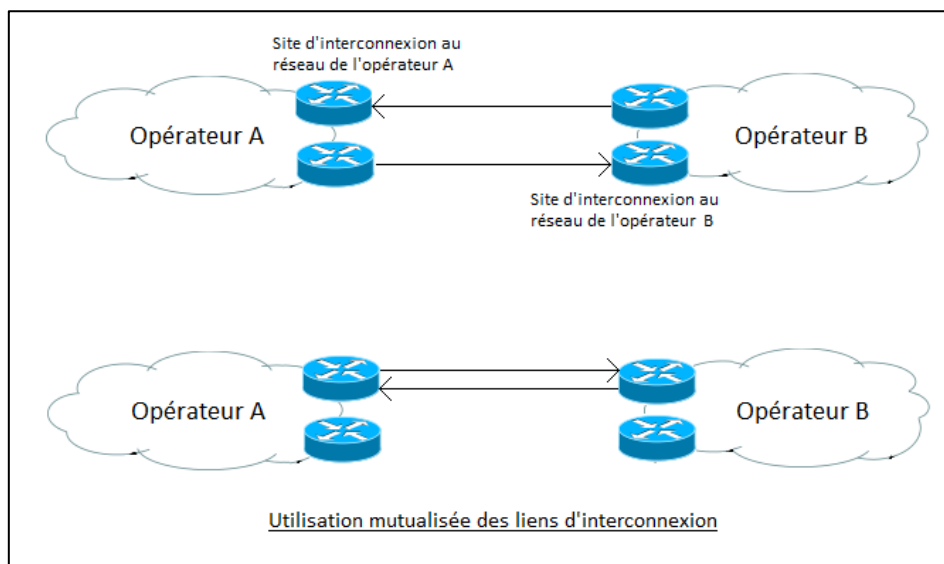 Site d'interconnexion au
réseau de l'opérateur A
Opérateur A
Opérateur B
Site d'interconnexion au
réseau de l'opérateur B
Opérateur A
Opérateur B
Utilisation mutualisée des liens d'interconnexion